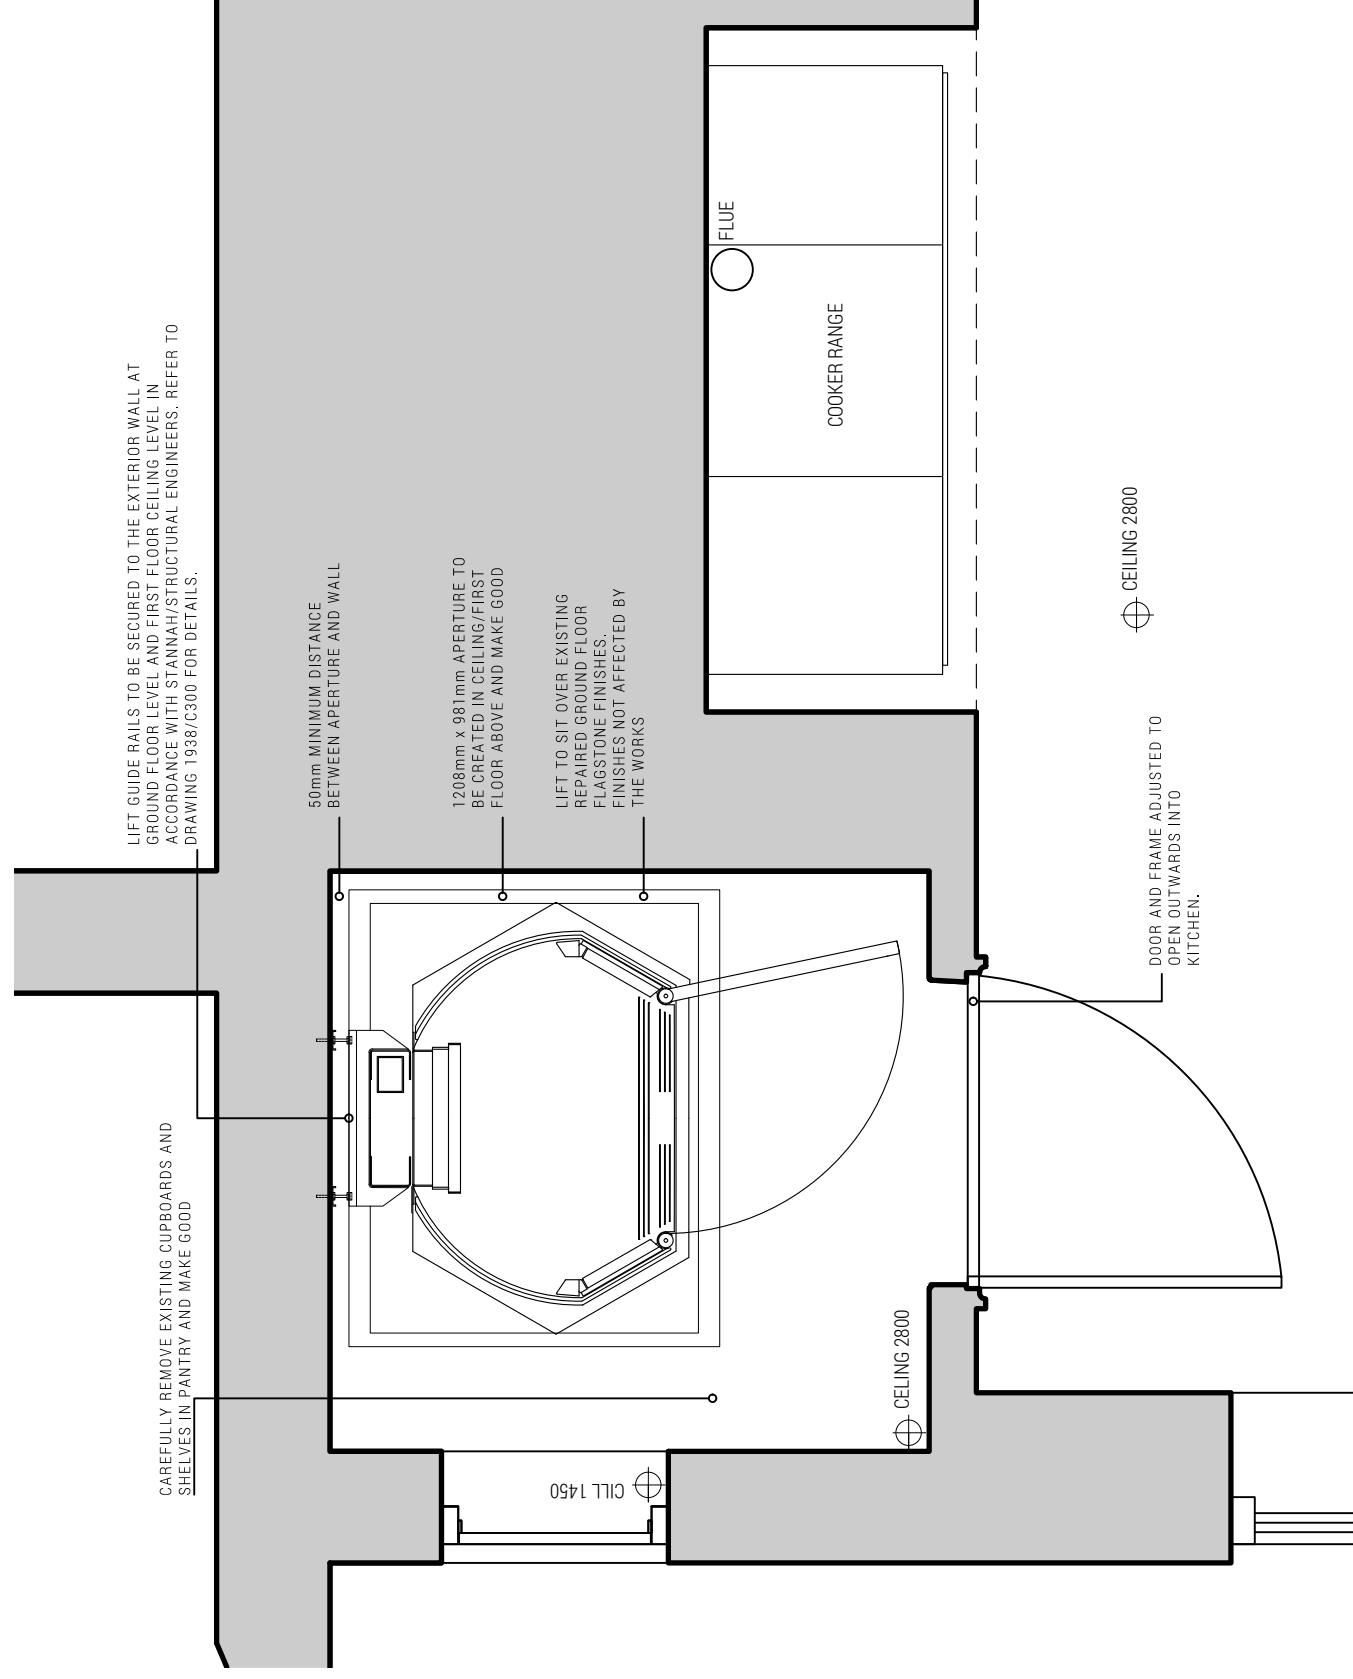 LIFT GUIDE RAILS TO BE SECURED TO THE EXTERIOR WALL AT
GROUND FLOOR LEVEL AND FIRST FLOOR CEILING LEVEL IN
ACCORDANCE WITH STANNAH/STRUCTURAL ENGINEERS. REFER TO
DRAWING 1938/C300 FOR DETAILS.
CAREFULLY REMOVE EXISTING CUPBOARDS AND
SHELVES IN PANTRY AND MAKE GOOD
50mm MINIMUM DISTANCE
BETWEEN APERTURE AND WALL
1208mm x 981mm APERTURE TO
BE CREATED IN CEILING/FIRST
FLOOR ABOVE AND MAKE GOOD
LIFT TO SIT OVER EXISTING
REPAIRED GROUND FLOOR
FLAGSTONE FINISHES.
FINISHES NOT AFFECTED BY
THE WORKS
CILL 1450
FLUE
COOKER RANGE
CELING 2800
CEILING 2800
DOOR AND FRAME ADJUSTED TO
OPEN OUTWARDS INTO
KITCHEN.